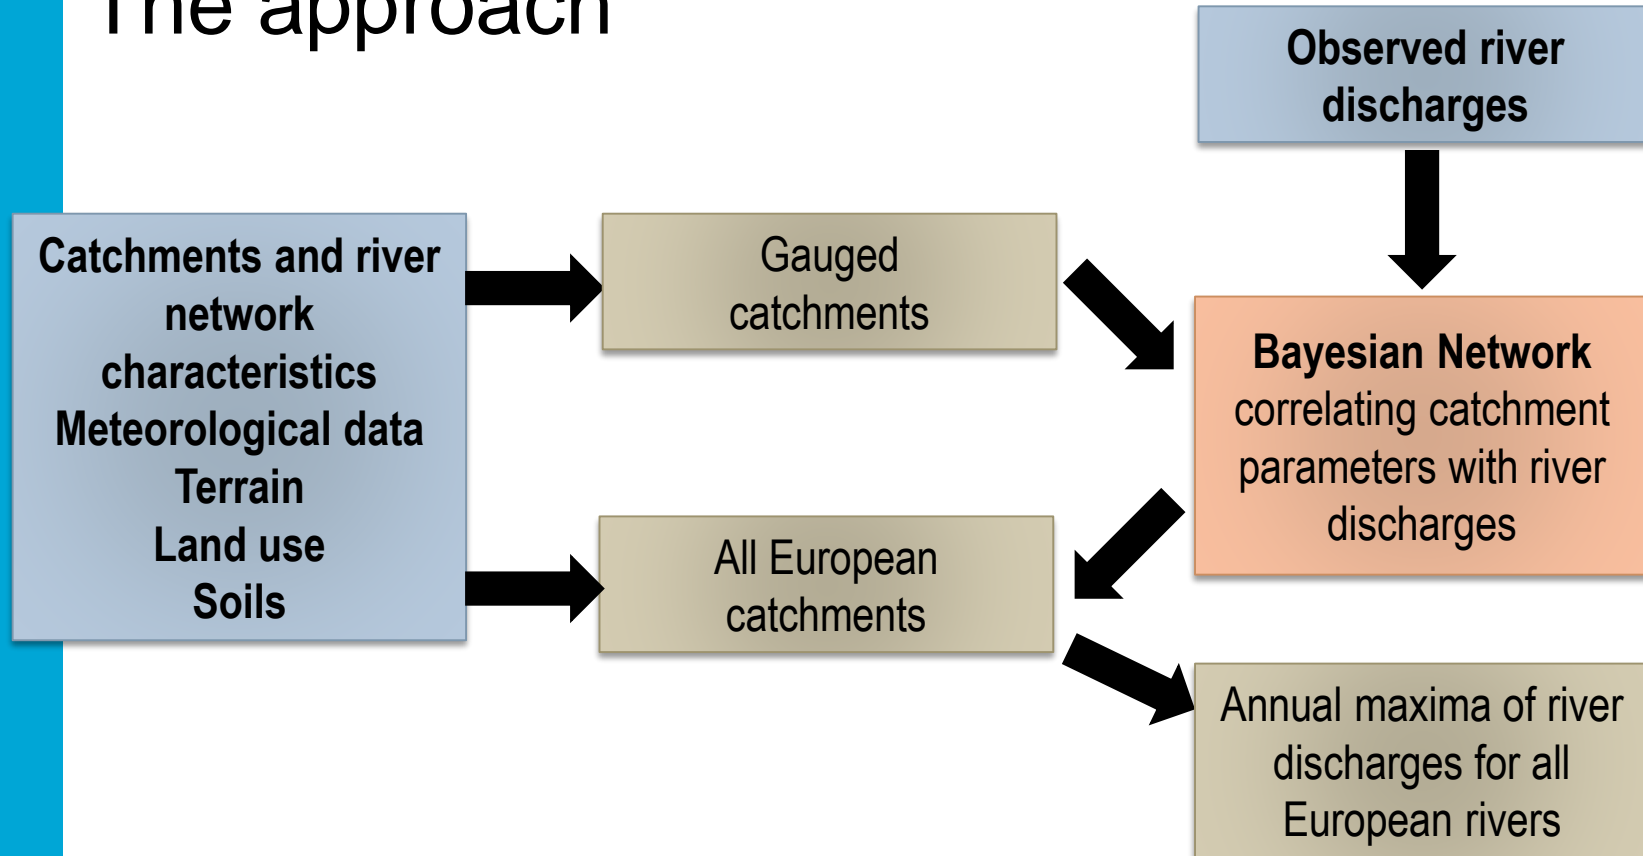 The approach
Observed river
discharges
Catchments and river
network
characteristics
Meteorological data
Terrain
Land use
Soils
Gauged
catchments
Bayesian Network
correlating catchment
parameters with river
discharges
All European
catchments
Annual maxima of river
discharges for all
European rivers